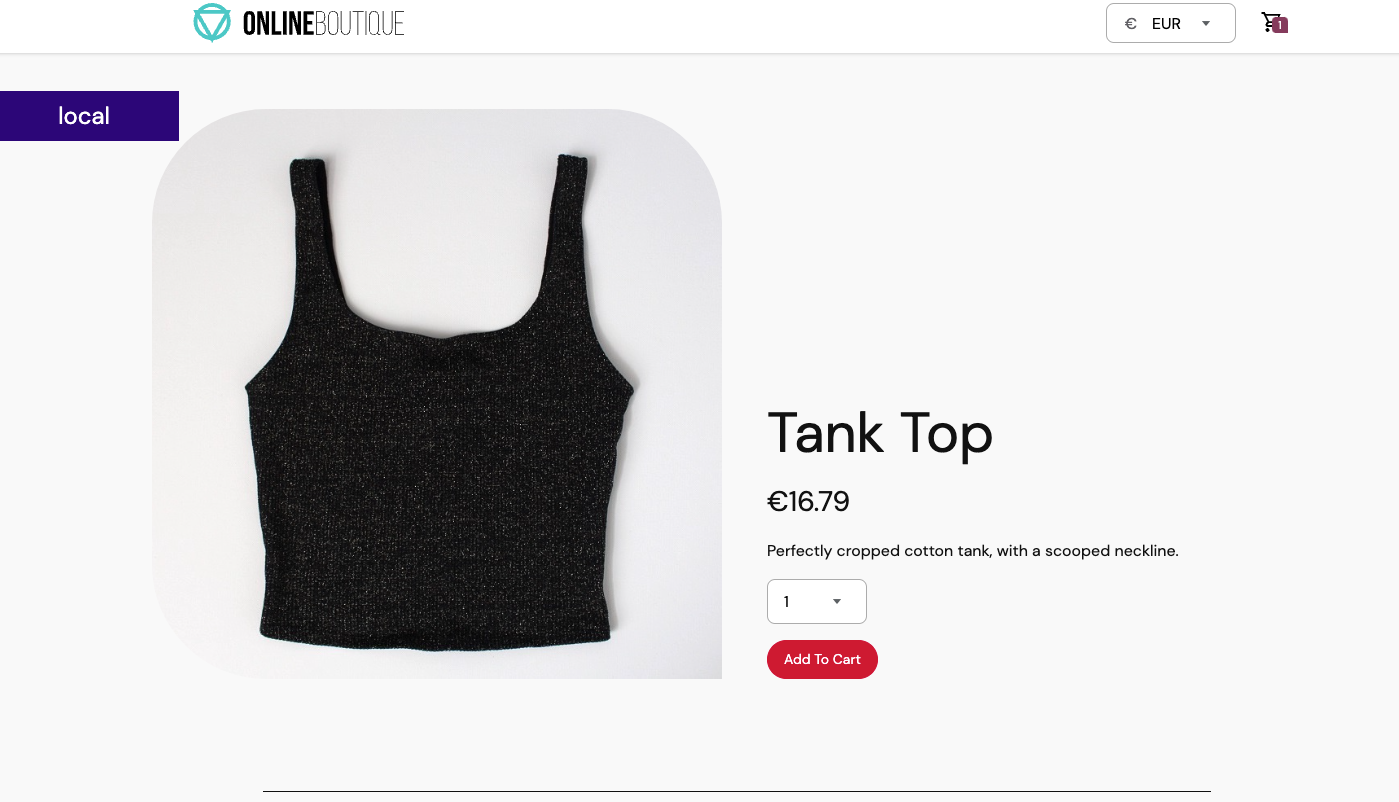 ONLINEBOUTIQUE
€ EUR
1
local
Tank Top
€16.79
Perfectly cropped cotton tank, with a scooped neckline.
1
Add To Cart